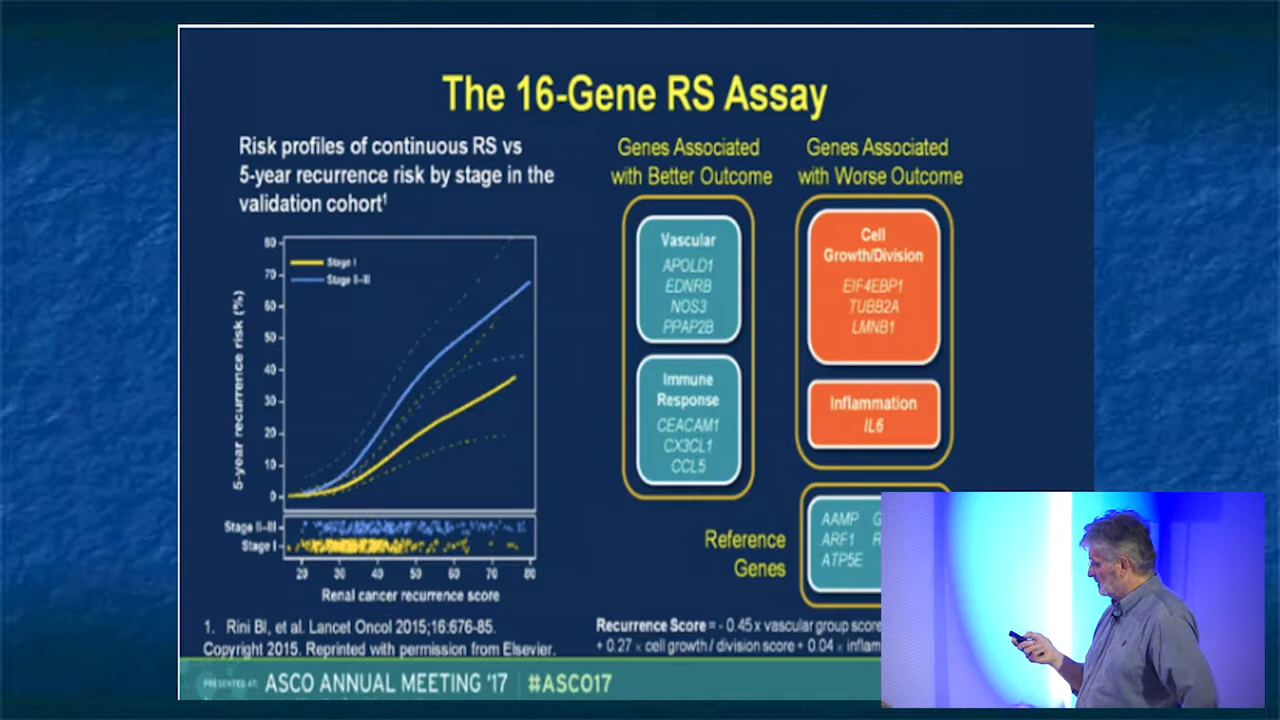 The 16-Gene RS Assay
Risk profiles of continuous RS vs
5-year recurrence risk by stage in the
validation cohort¹
80
70
60
50
40
30
20
10
0
5-year recurrence risk (%)
Stage I
Stage II-III
Stage II-III
Stage I
20 30 40 50 60 70 80
Renal cancer recurrence score
1. Rini BI, et al. Lancet Oncol 2015;16:676-85.
Copyright 2015. Reprinted with permission from Elsevier.
Genes Associated
with Better Outcome
Vascular
APOLD1
EDNRB
NOS3
PPAP2B
Immune
Response
CEACAM1
CX3CL1
CCL5
Genes Associated
with Worse Outcome
Cell
Growth/Division
EIF4EBP1
TUBB2A
LMNB1
Inflammation
IL6
Reference
Genes
AAMP G
ARF1 R
ATP5E
Recurrence Score = - 0.45 x vascular group score
+ 0.27 x cell growth / division score + 0.04 x inflam
PRESENTED AT: ASCO ANNUAL MEETING '17 #ASCO17